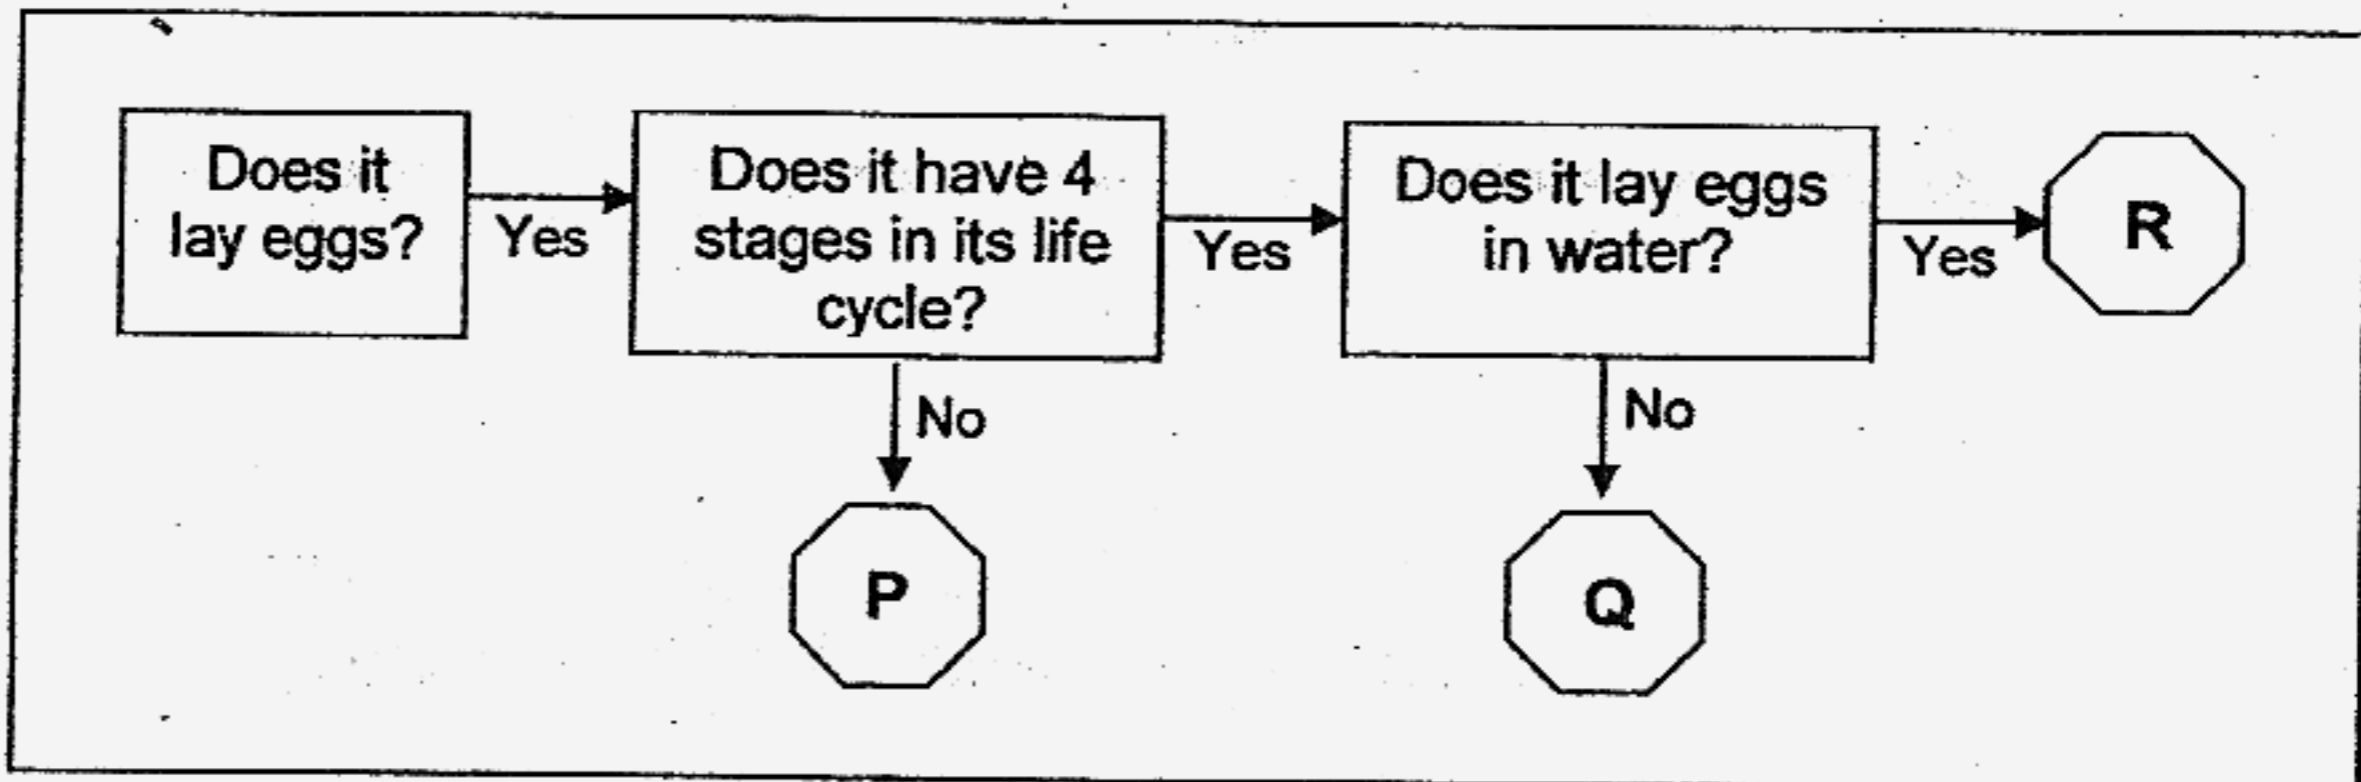 Does it
lay eggs?
Yes
Does it have 4
stages in its life
cycle?
Yes
Does it lay eggs
in water?
Yes
R
No
No
P
Q